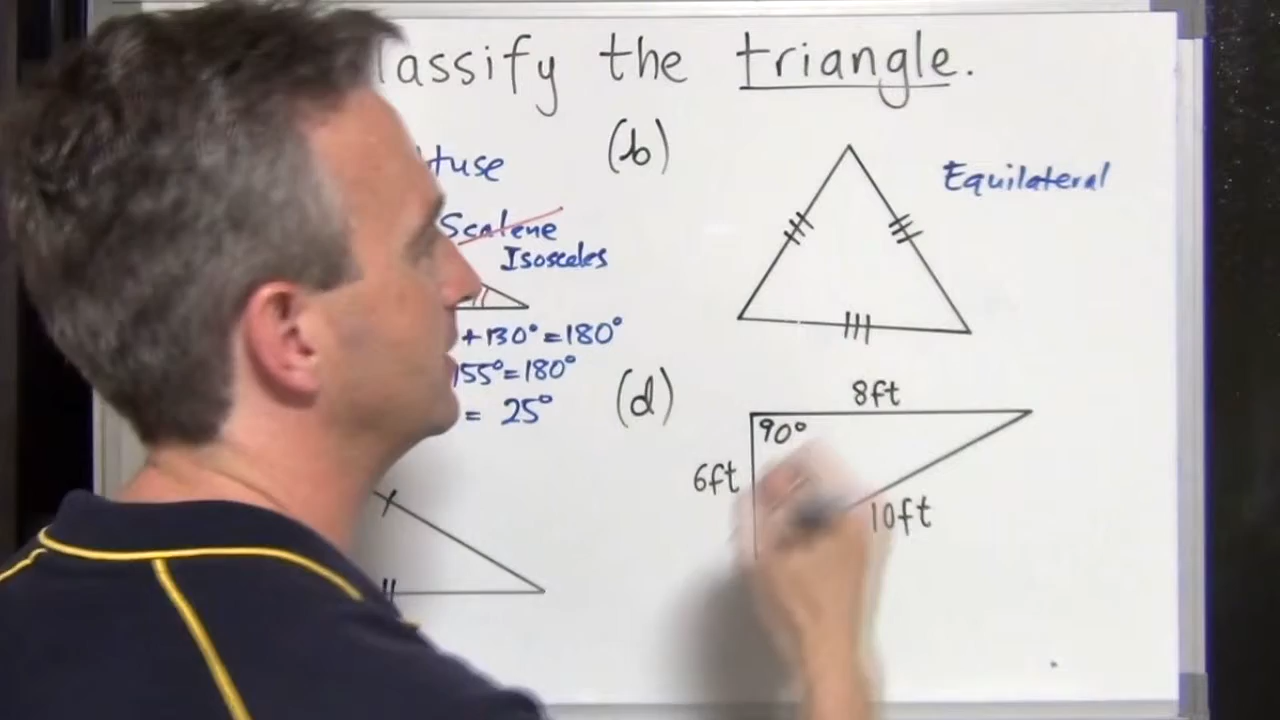 lassify the triangle.
tuse
(b)
Equilateral
Scalene
Isosceles
+130°=180°
155°=180°
= 25°
(d)
8ft
90°
6ft
10ft